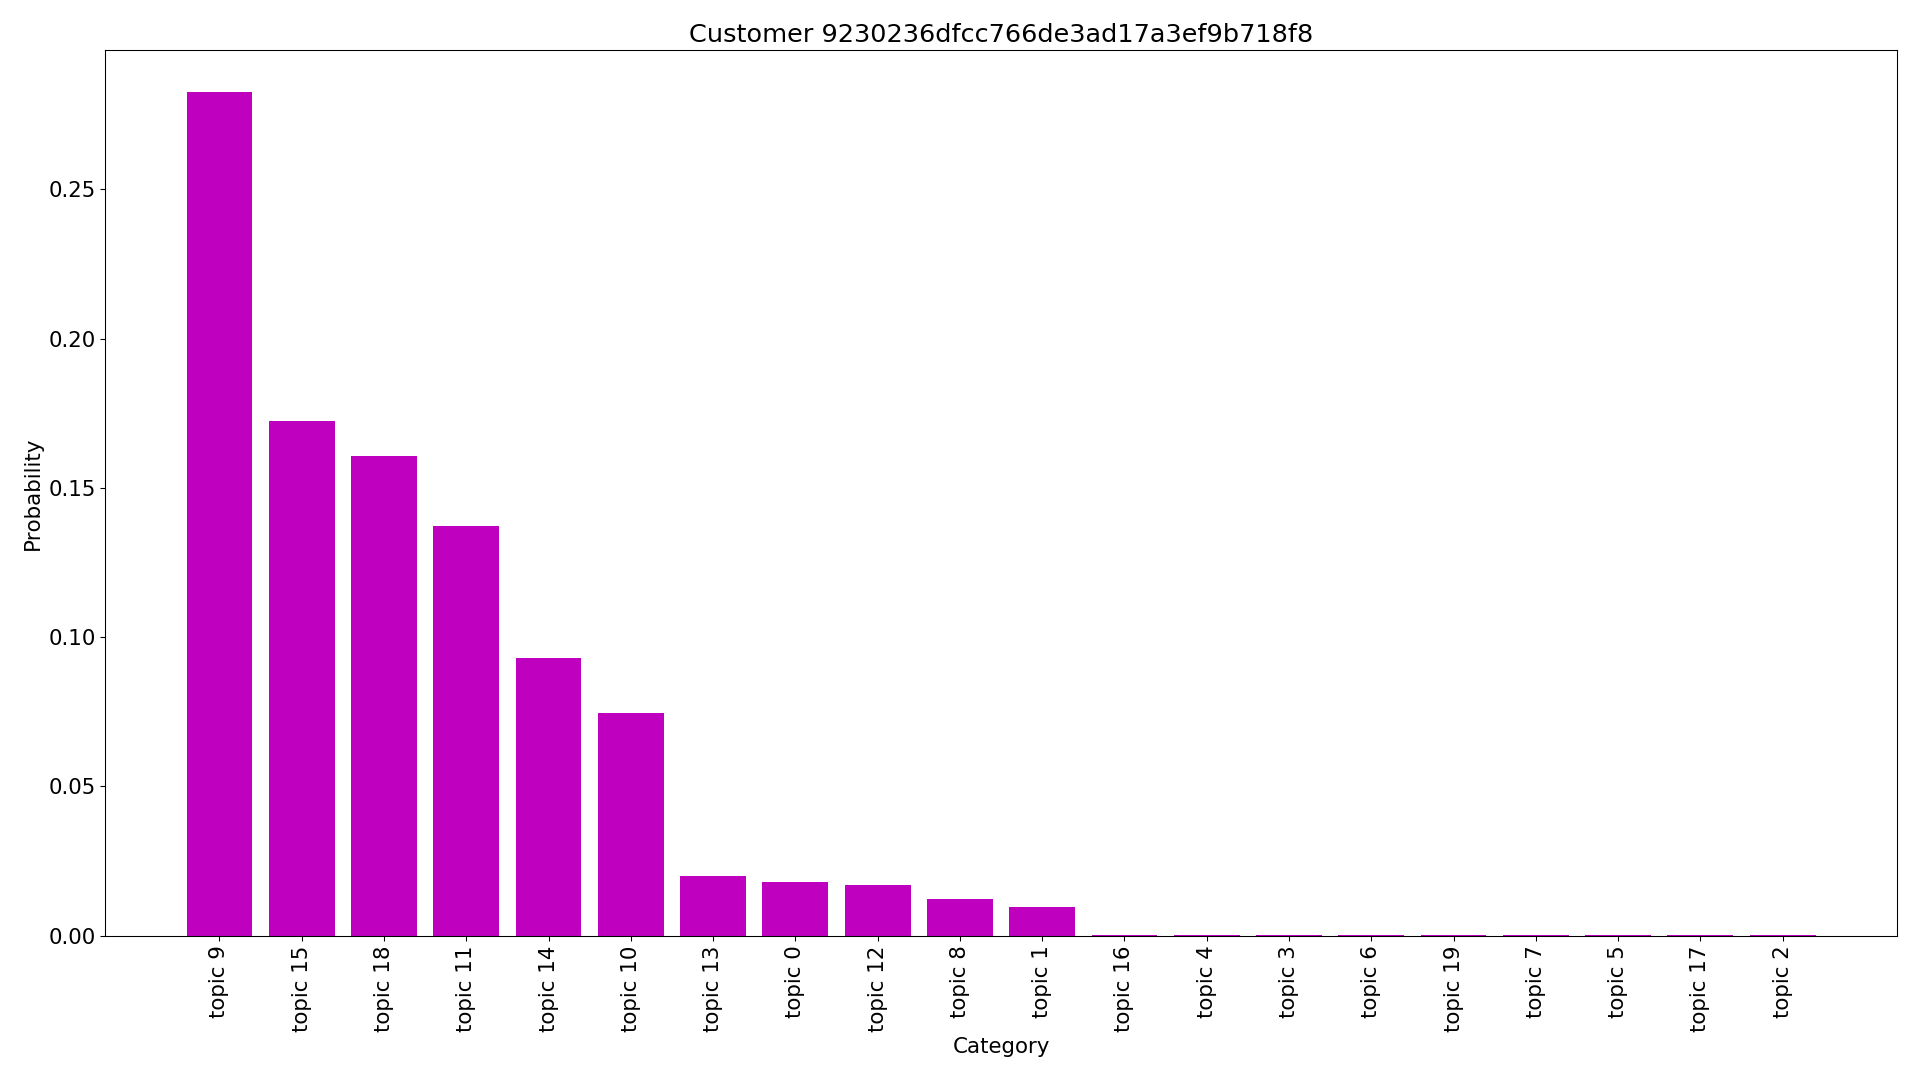 Customer 9230236dfcc766de3ad17a3ef9b718f8
Probability
0.25
0.20
0.15
0.10
0.05
0.00
topic 9
topic 15
topic 18
topic 11
topic 14
topic 10
topic 13
topic 0
topic 12
topic 8
topic 1
topic 16
topic 4
topic 3
topic 6
topic 19
topic 7
topic 5
topic 17
topic 2
Category